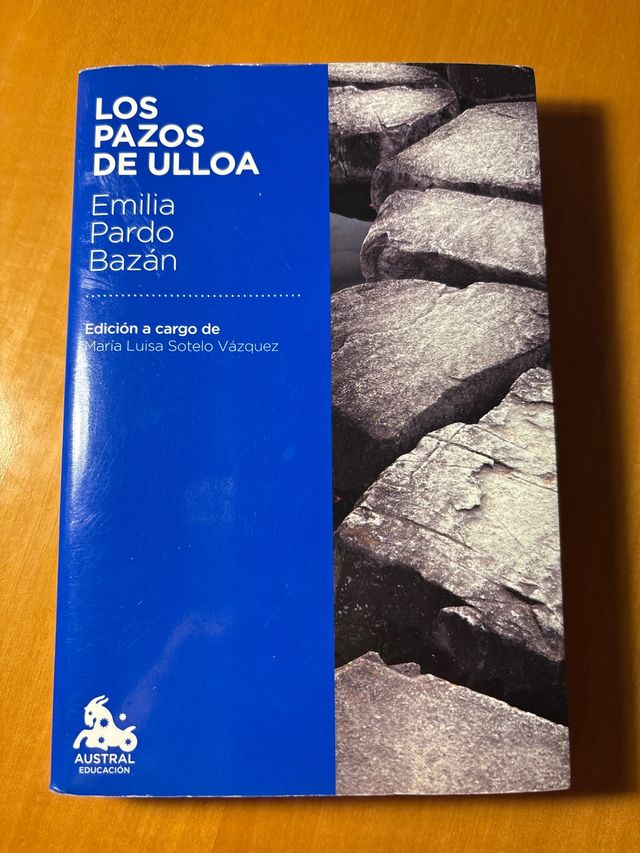 LOS
PAZOS
DE ULLOA
Emilia
Pardo
Bazán
Edición a cargo de
María Luisa Sotelo Vázquez
AUSTRAL
EDUCACIÓN